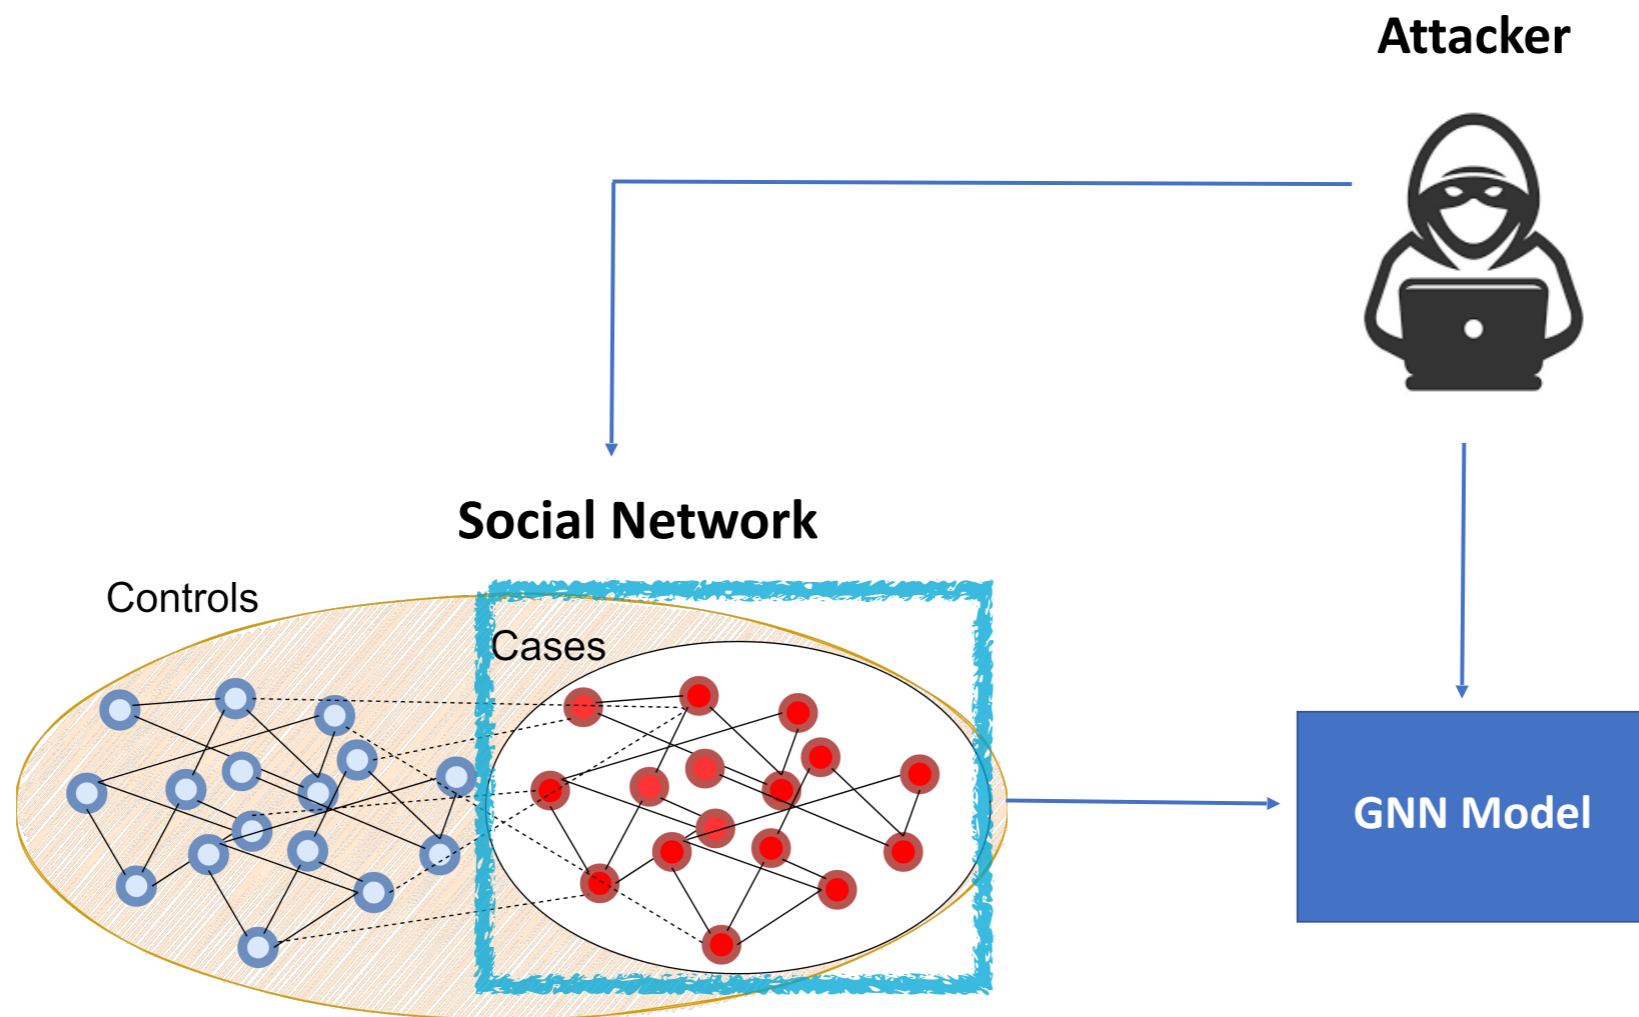 Attacker
Social Network
Controls
Cases
GNN Model